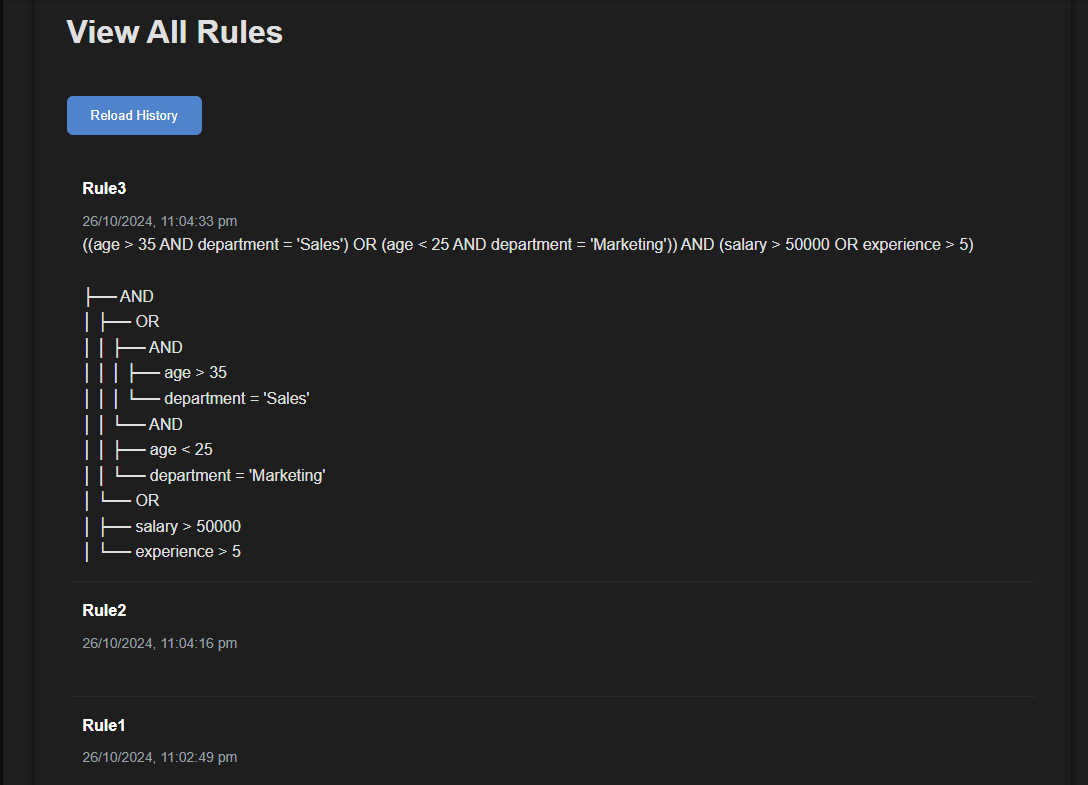 View All Rules
Reload History
Rule3
26/10/2024, 11:04:33 pm
((age > 35 AND department = 'Sales') OR (age < 25 AND department = 'Marketing')) AND (salary > 50000 OR experience > 5)
├── AND
│ ├── OR
│ │ ├── AND
│ │ │ ├── age > 35
│ │ │ └── department = 'Sales'
│ │ └── AND
│ │ ├── age < 25
│ │ └── department = 'Marketing'
│ └── OR
│ ├── salary > 50000
│ └── experience > 5
Rule2
26/10/2024, 11:04:16 pm
Rule1
26/10/2024, 11:02:49 pm